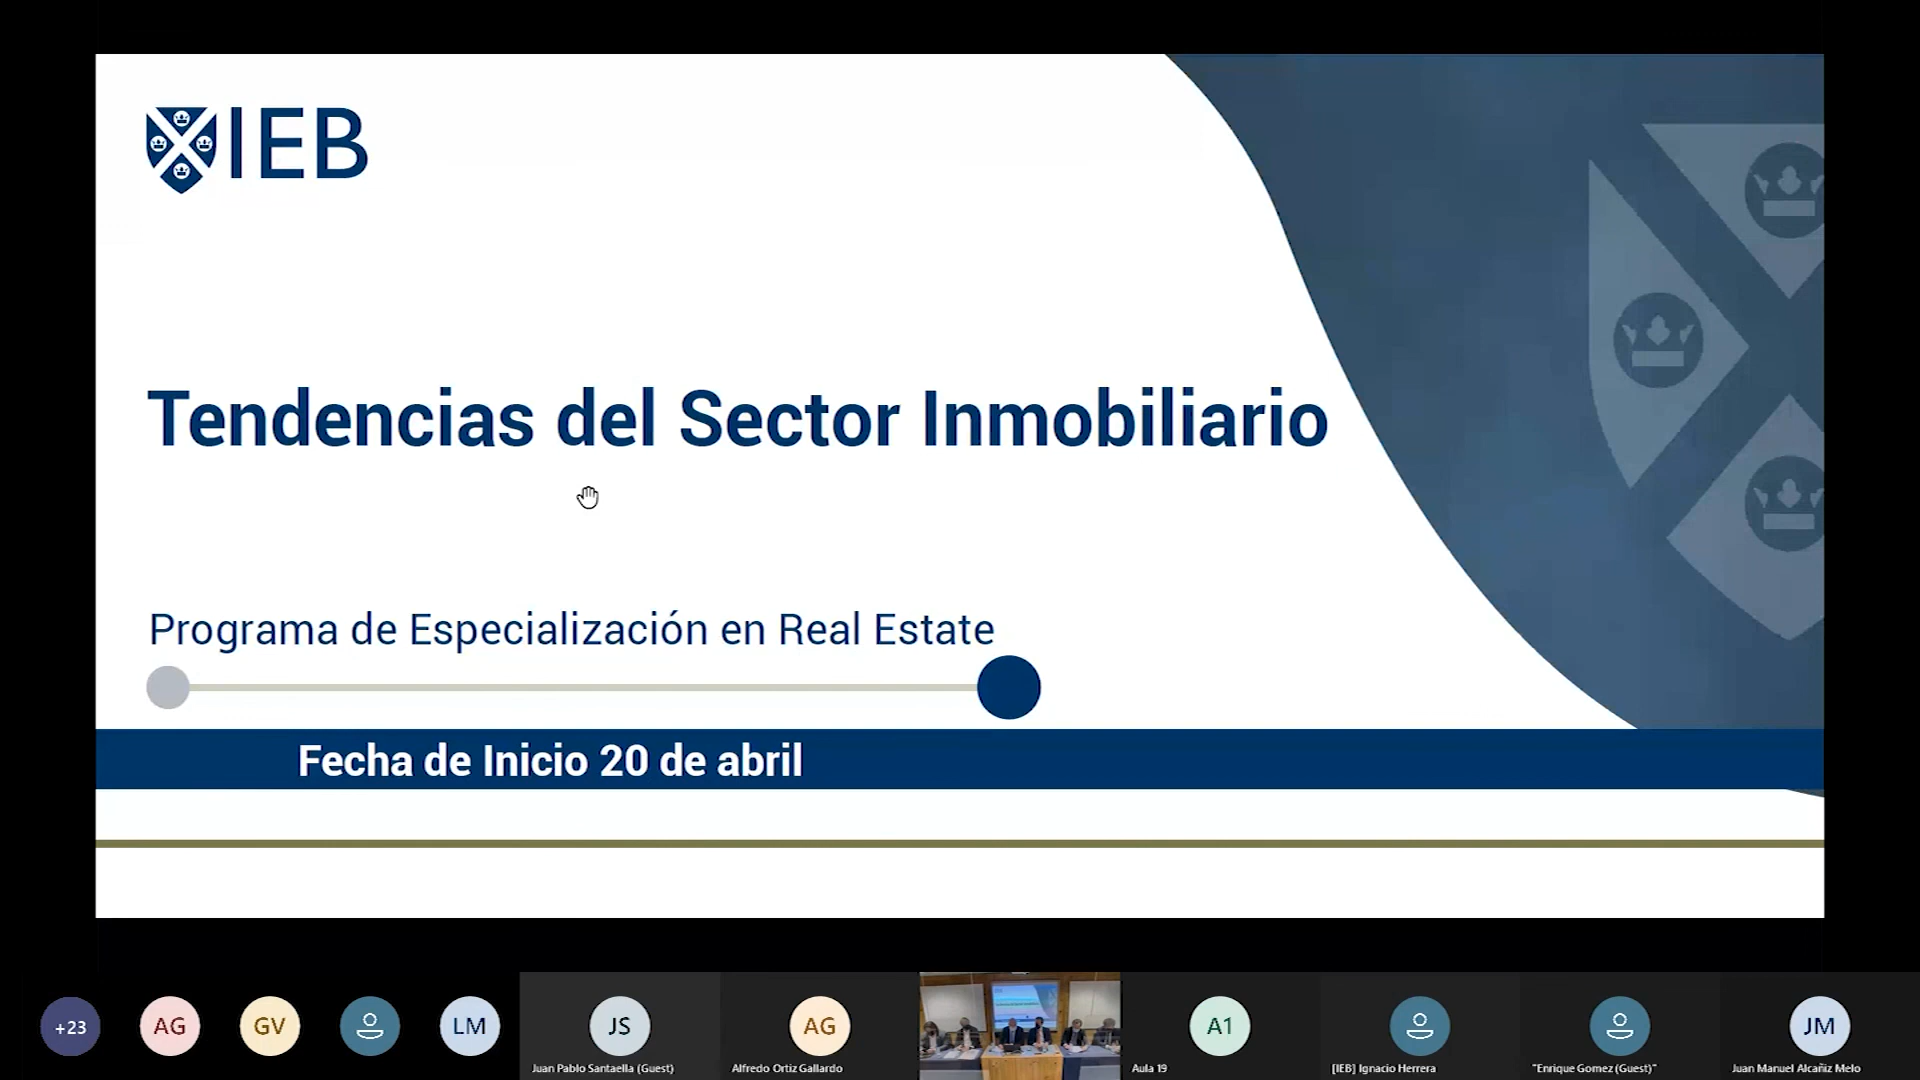 IEB
Tendencias del Sector Inmobiliario
Programa de Especialización en Real Estate
Fecha de Inicio 20 de abril
+23
AG
GV
LM
JS
Juan Pablo Santaella (Guest)
AG
Alfredo Ortiz Gallardo
A1
Aula 19
[IEB] Ignacio Herrera
"Enrique Gomez (Guest)"
JM
Juan Manuel Alcañiz Melo